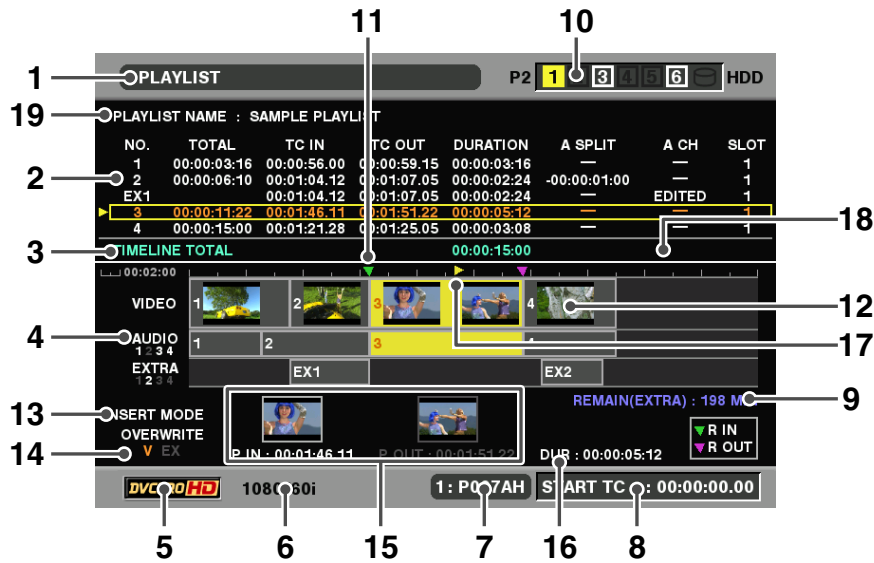 11 10
1 PLAYLIST P2 1 3 4 5 6 HDD
19 PLAYLIST NAME : SAMPLE PLAYLIST
NO. TOTAL TC IN TC OUT DURATION A SPLIT A CH SLOT
1 00:00:03:16 00:00:56.00 00:00:59.15 00:00:03:16 — — 1
2 2 00:00:06:10 00:01:04.12 00:01:07.05 00:00:02:24 -00:00:01:00 — 1
EX1 00:01:04.12 00:01:07.05 00:00:02:24 — EDITED 1
3 00:00:11:22 00:01:46.11 00:01:51.22 00:00:05:12 — — 1
4 00:00:15:00 00:01:21.28 00:01:25.05 00:00:03:08 — — 1
18
3 TIMELINE TOTAL 00:00:15:00
00:02:00
VIDEO 1 2 3 4 12
17
4 AUDIO 1 2 3 4
1 2 3 4
EXTRA EX1 EX2
1 2 3 4
REMAIN(EXTRA) : 198 M 9
13 INSERT MODE
OVERWRITE
14 V EX
P IN : 00:01:46.11 P OUT : 00:01:51.22 DUR : 00:00:05:12
R IN
R OUT
DVCPRO HD 1080 60i 1 : P0 7AH START TC : 00:00:00.00
5 6 15 7 16 8